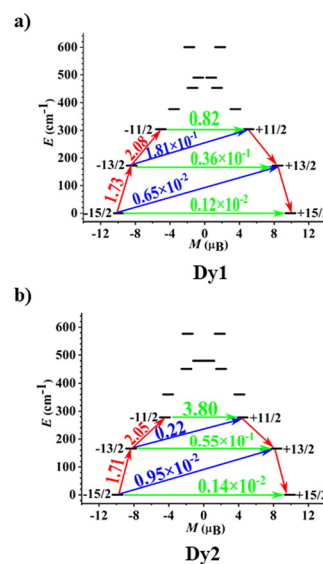 a)
E (cm⁻¹)
600
500
400
300
200
100
0
-11/2 0.82 +11/2
2.08 1.81×10⁻¹
-13/2 0.36×10⁻¹ +13/2
1.73 0.65×10⁻²
-15/2 0.12×10⁻² +15/2
-12 -8 -4 0 4 8 12
M (μB)
Dy1
b)
E (cm⁻¹)
600
500
400
300
200
100
0
-11/2 3.80 +11/2
2.05 0.22
-13/2 0.55×10⁻¹ +13/2
1.71 0.95×10⁻²
-15/2 0.14×10⁻² +15/2
-12 -8 -4 0 4 8 12
M (μB)
Dy2